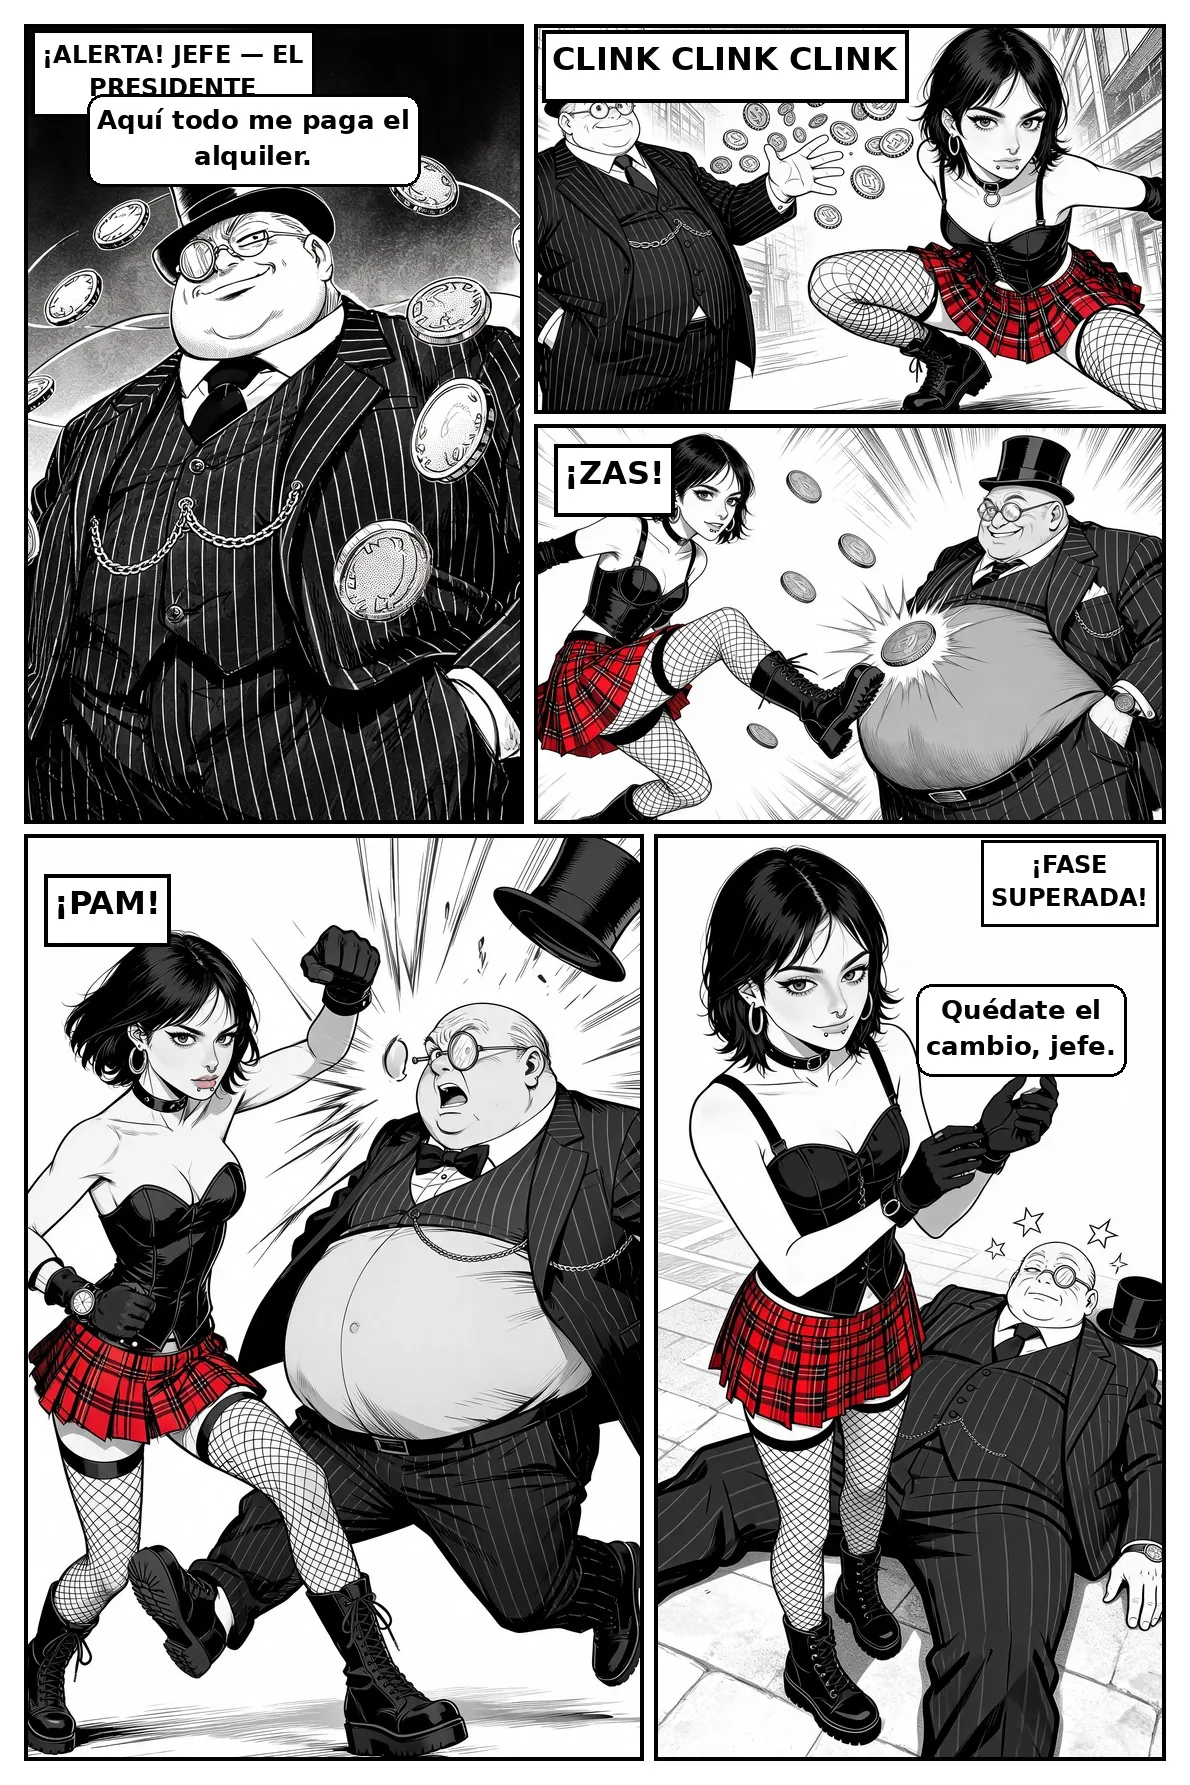 ¡ALERTA! JEFE — EL
PRESIDENTE
Aquí todo me paga el
alquiler.
CLINK CLINK CLINK
¡ZAS!
¡PAM!
¡FASE
SUPERADA!
Quédate el
cambio, jefe.